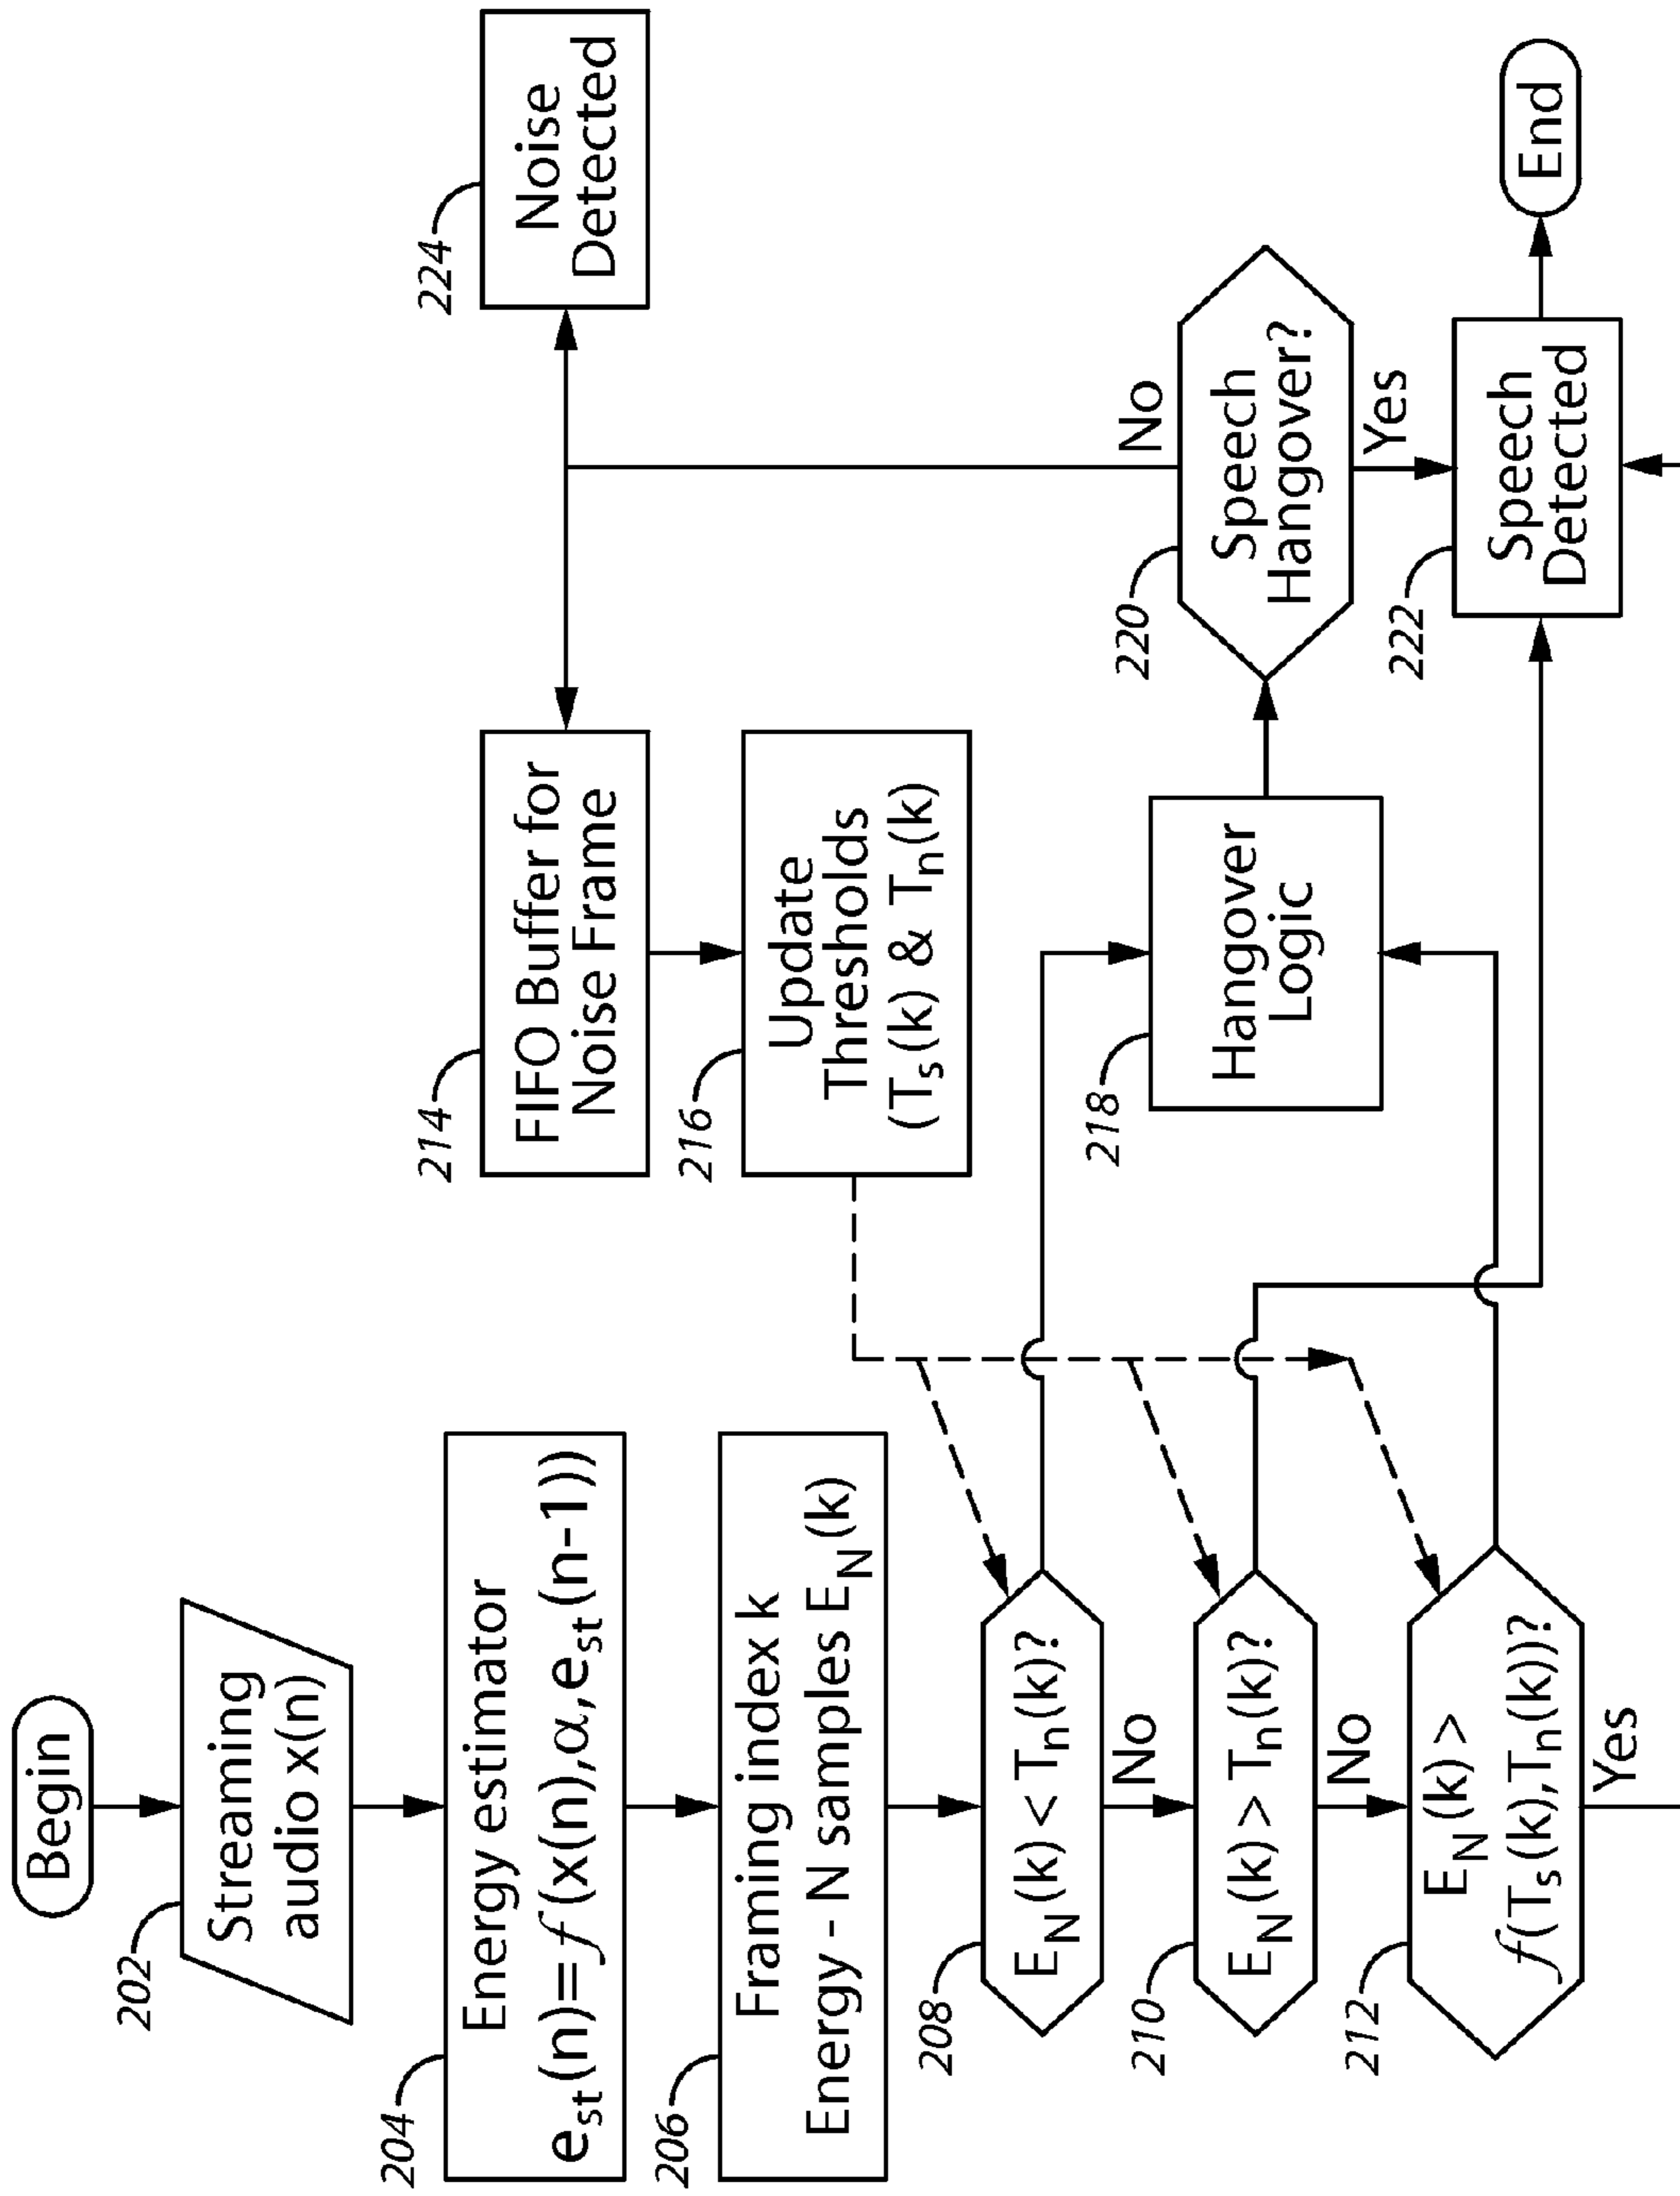 Begin
202
Streaming
audio x(n)
204
Energy estimator
e_st(n)=f(x(n),α,e_st(n-1))
206
Framing index k
Energy - N samples E_N(k)
208
E_N(k) < T_n(k)?
No
210
E_N(k) > T_n(k)?
No
212
E_N(k) >
f(T_s(k),T_n(k))?
Yes
214
FIFO Buffer for
Noise Frame
216
Update
Thresholds
(T_s(k) & T_n(k)
218
Hangover
Logic
220
Speech
Hangover?
No
Yes
222
Speech
Detected
224
Noise
Detected
End